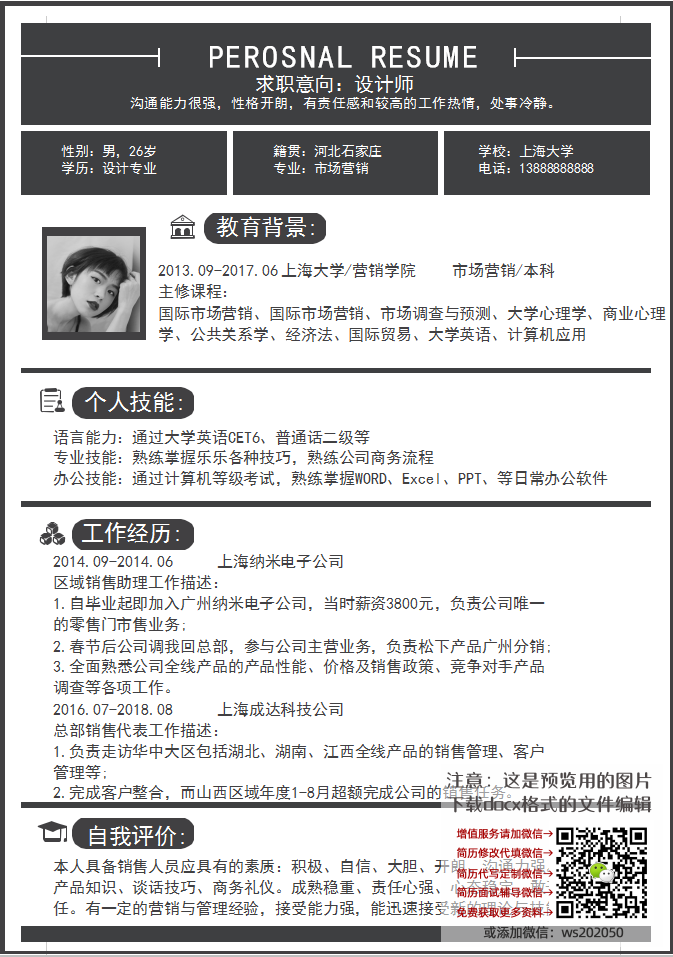 PEROSNAL RESUME
求职意向：设计师
沟通能力很强，性格开朗，有责任感和较高的工作热情，处事冷静。
性别：男，26岁
学历：设计专业
籍贯：河北石家庄
专业：市场营销
学校：上海大学
电话：13888888888
教育背景：
2013.09-2017.06 上海大学/营销学院 市场营销/本科
主修课程：
国际市场营销、国际市场营销、市场调查与预测、大学心理学、商业心理
学、公共关系学、经济法、国际贸易、大学英语、计算机应用
个人技能：
语言能力：通过大学英语CET6、普通话二级等
专业技能：熟练掌握乐乐各种技巧，熟练公司商务流程
办公技能：通过计算机等级考试，熟练掌握WORD、Excel、PPT、等日常办公软件
工作经历：
2014.09-2014.06 上海纳米电子公司
区域销售助理工作描述：
1.自毕业起即加入广州纳米电子公司，当时薪资3800元，负责公司唯一
的零售门市售业务;
2.春节后公司调我回总部，参与公司主营业务，负责松下产品广州分销;
3.全面熟悉公司全线产品的产品性能、价格及销售政策、竞争对手产品
调查等各项工作。
2016.07-2018.08 上海成达科技公司
总部销售代表工作描述：
1.负责走访华中大区包括湖北、湖南、江西全线产品的销售管理、客户
管理等;
2.完成客户整合，而山西区域年度1-8月超额完成公司的销售任务。
注意：这是预览用的图片
下载docx格式的文件编辑
自我评价：
本人具备销售人员应具有的素质：积极、自信、大胆、开朗、沟通力强、
产品知识、谈话技巧、商务礼仪。成熟稳重、责任心强、心态稳定、敢于
任。有一定的营销与管理经验，接受能力强，能迅速接受新的理论与技能
增值服务请加微信→
简历修改代填微信→
简历代写定制微信→
简历面试辅导微信→
免费获取更多资料→
或添加微信：ws202050